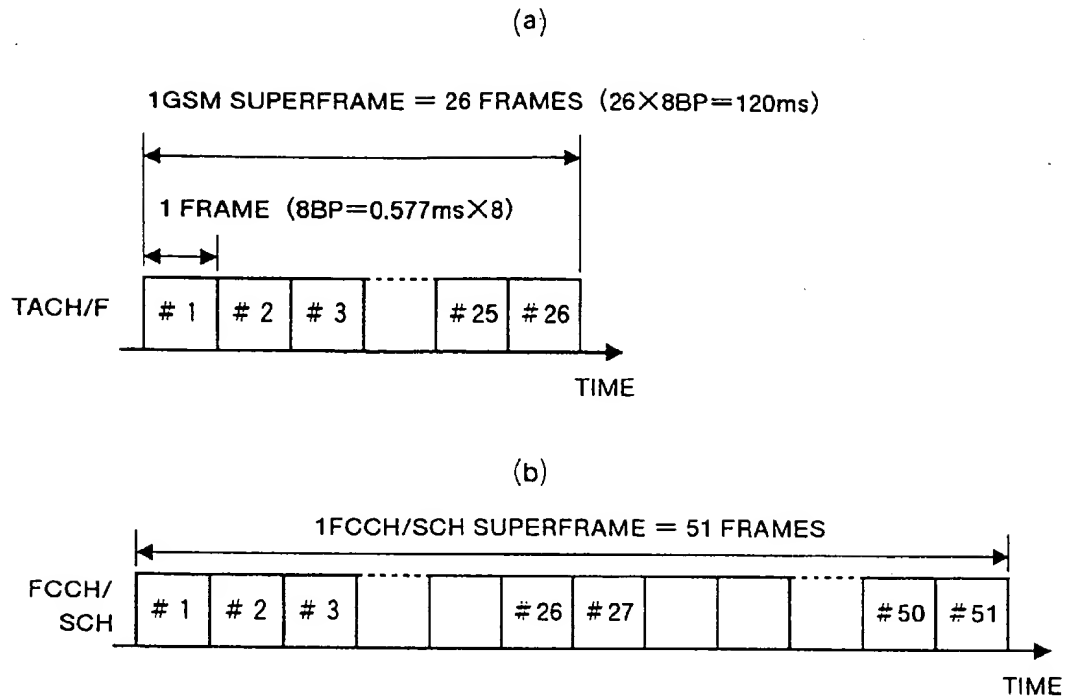 (a)
1GSM SUPERFRAME = 26 FRAMES (26×8BP=120ms)
1 FRAME (8BP=0.577ms×8)
TACH/F # 1 # 2 # 3 # 25 # 26
TIME
(b)
1FCCH/SCH SUPERFRAME = 51 FRAMES
FCCH/
SCH
# 1 # 2 # 3 # 26 # 27 # 50 # 51
TIME